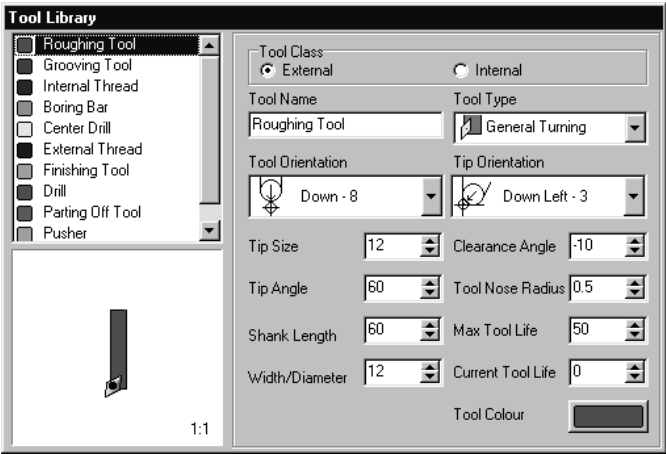 Tool Library
Roughing Tool
Grooving Tool
Internal Thread
Boring Bar
Center Drill
External Thread
Finishing Tool
Drill
Parting Off Tool
Pusher
1:1
Tool Class
External
Internal
Tool Name
Tool Type
Roughing Tool
General Turning
Tool Orientation
Tip Orientation
Down - 8
Down Left - 3
Tip Size 12
Clearance Angle -10
Tip Angle 60
Tool Nose Radius 0.5
Shank Length 60
Max Tool Life 50
Width/Diameter 12
Current Tool Life 0
Tool Colour